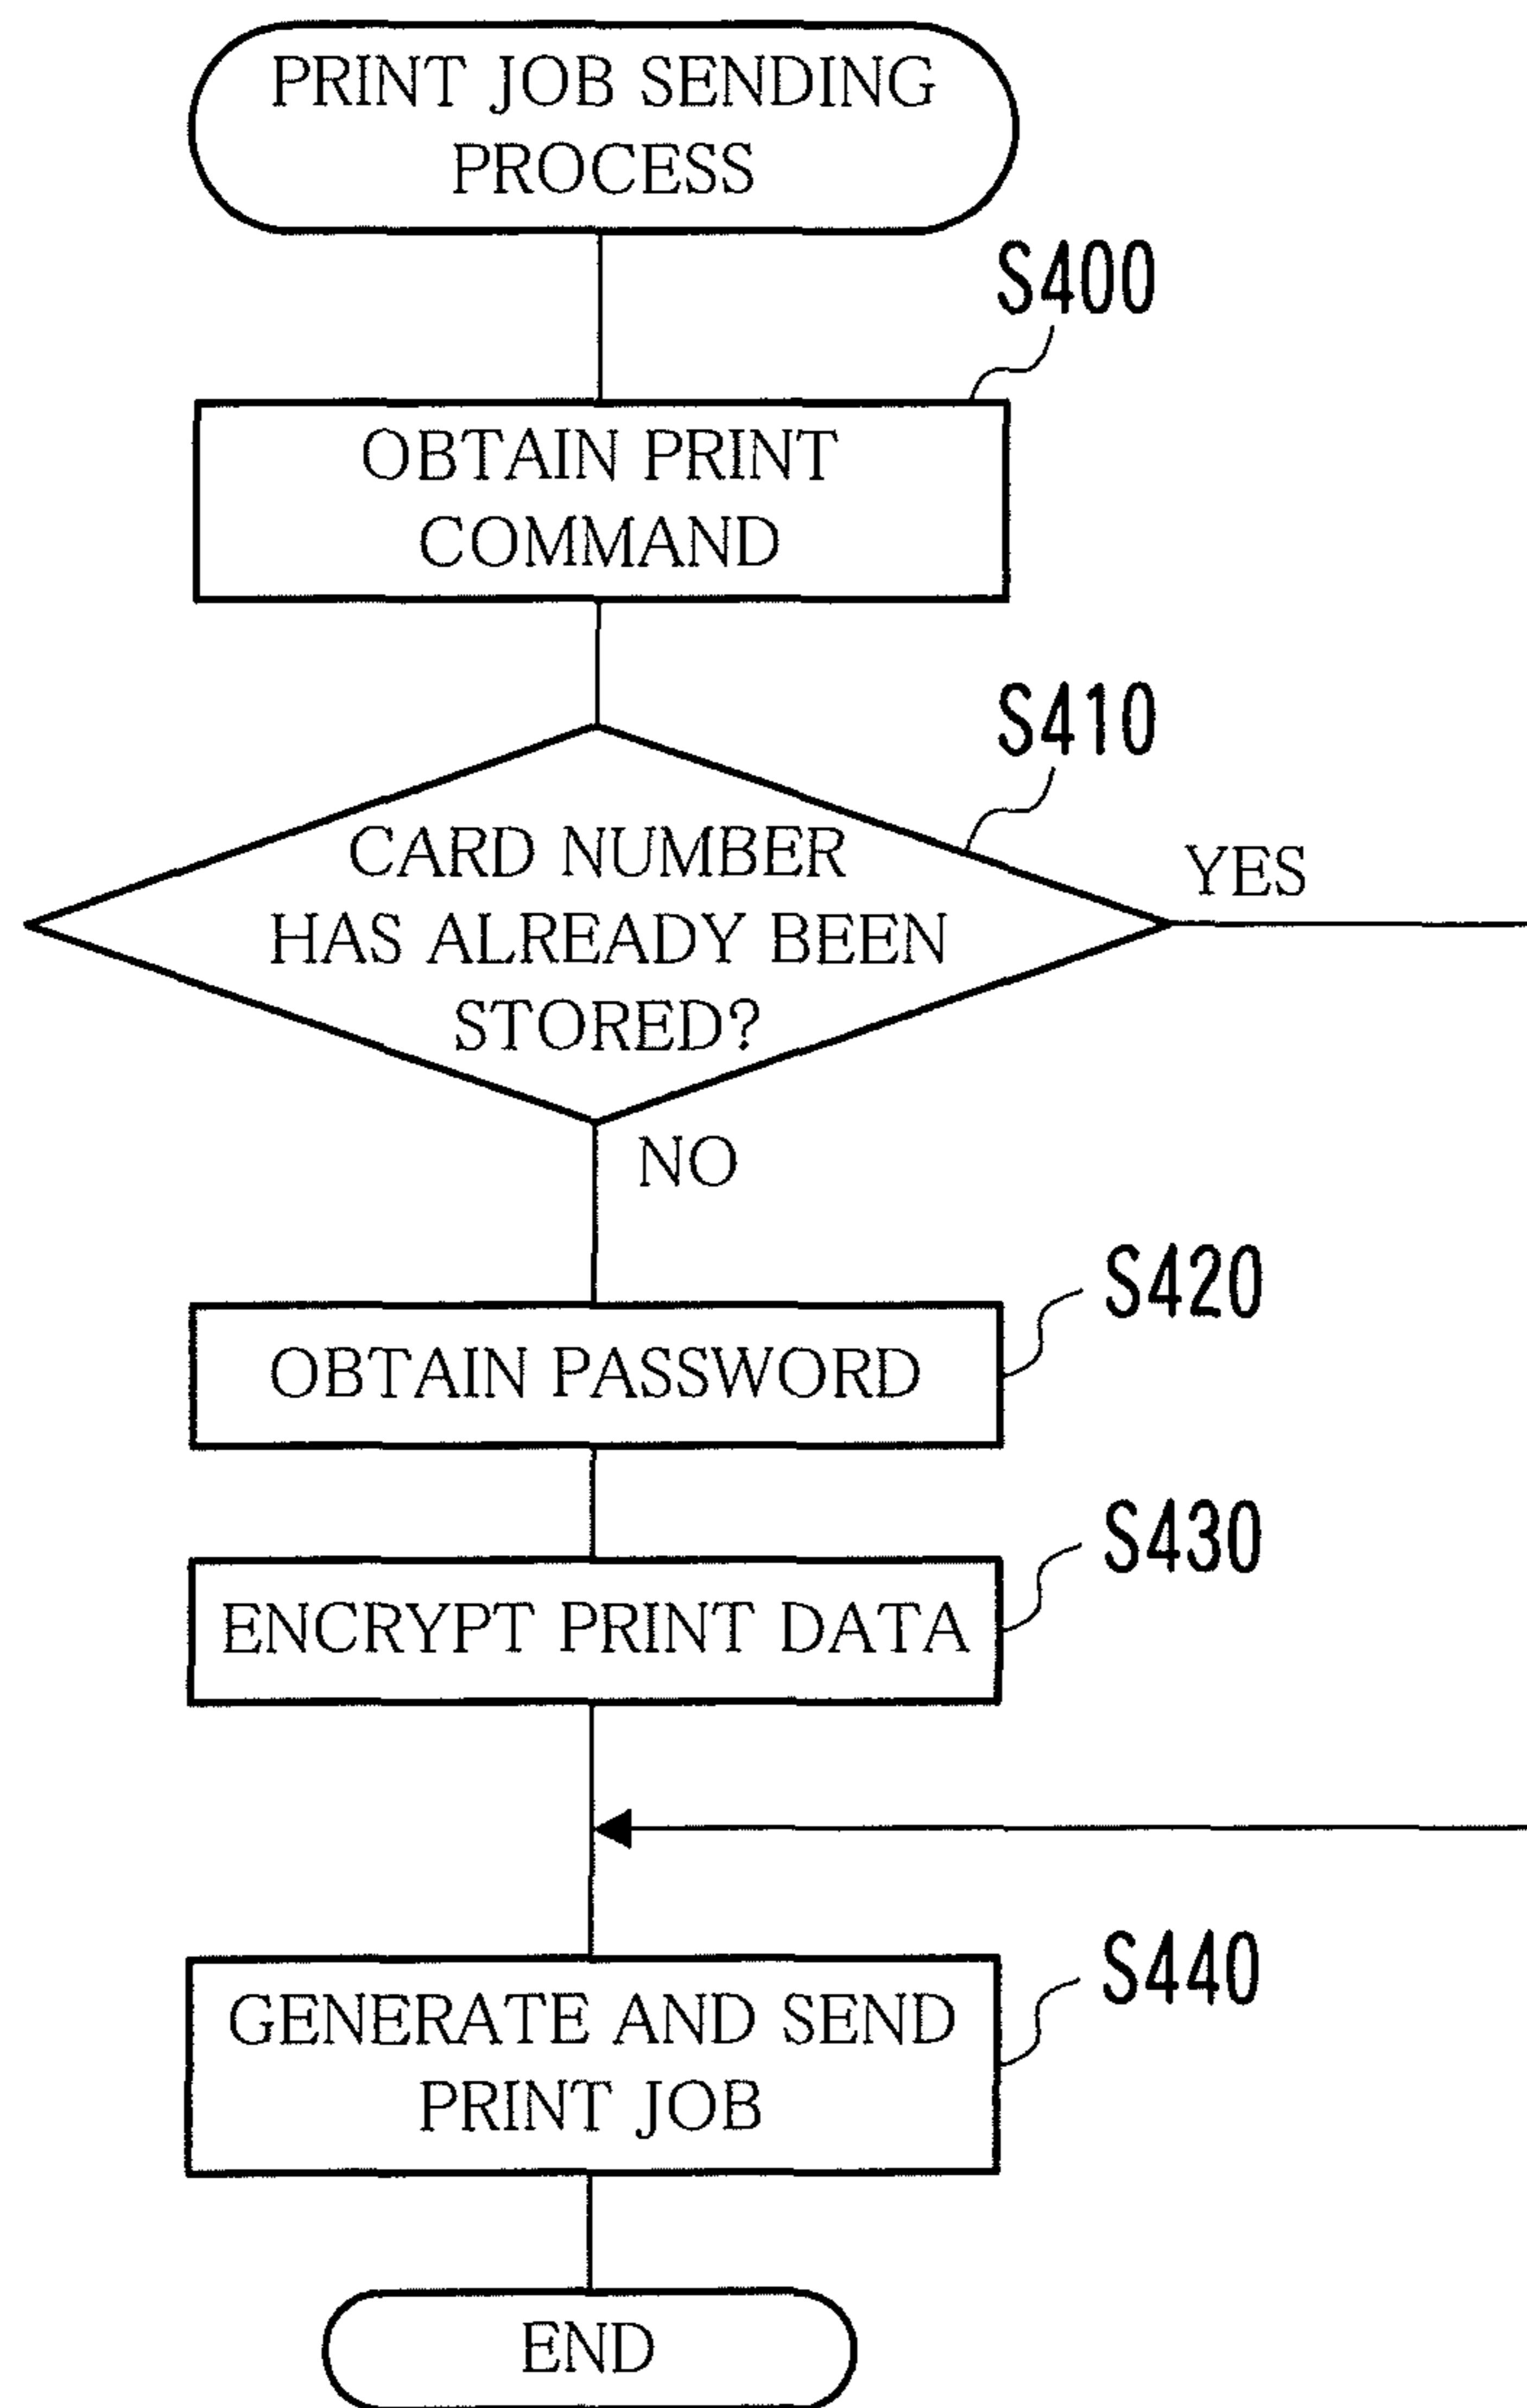 PRINT JOB SENDING
PROCESS
S400
OBTAIN PRINT
COMMAND
S410
CARD NUMBER
HAS ALREADY BEEN
STORED?
YES
NO
S420
OBTAIN PASSWORD
S430
ENCRYPT PRINT DATA
S440
GENERATE AND SEND
PRINT JOB
END